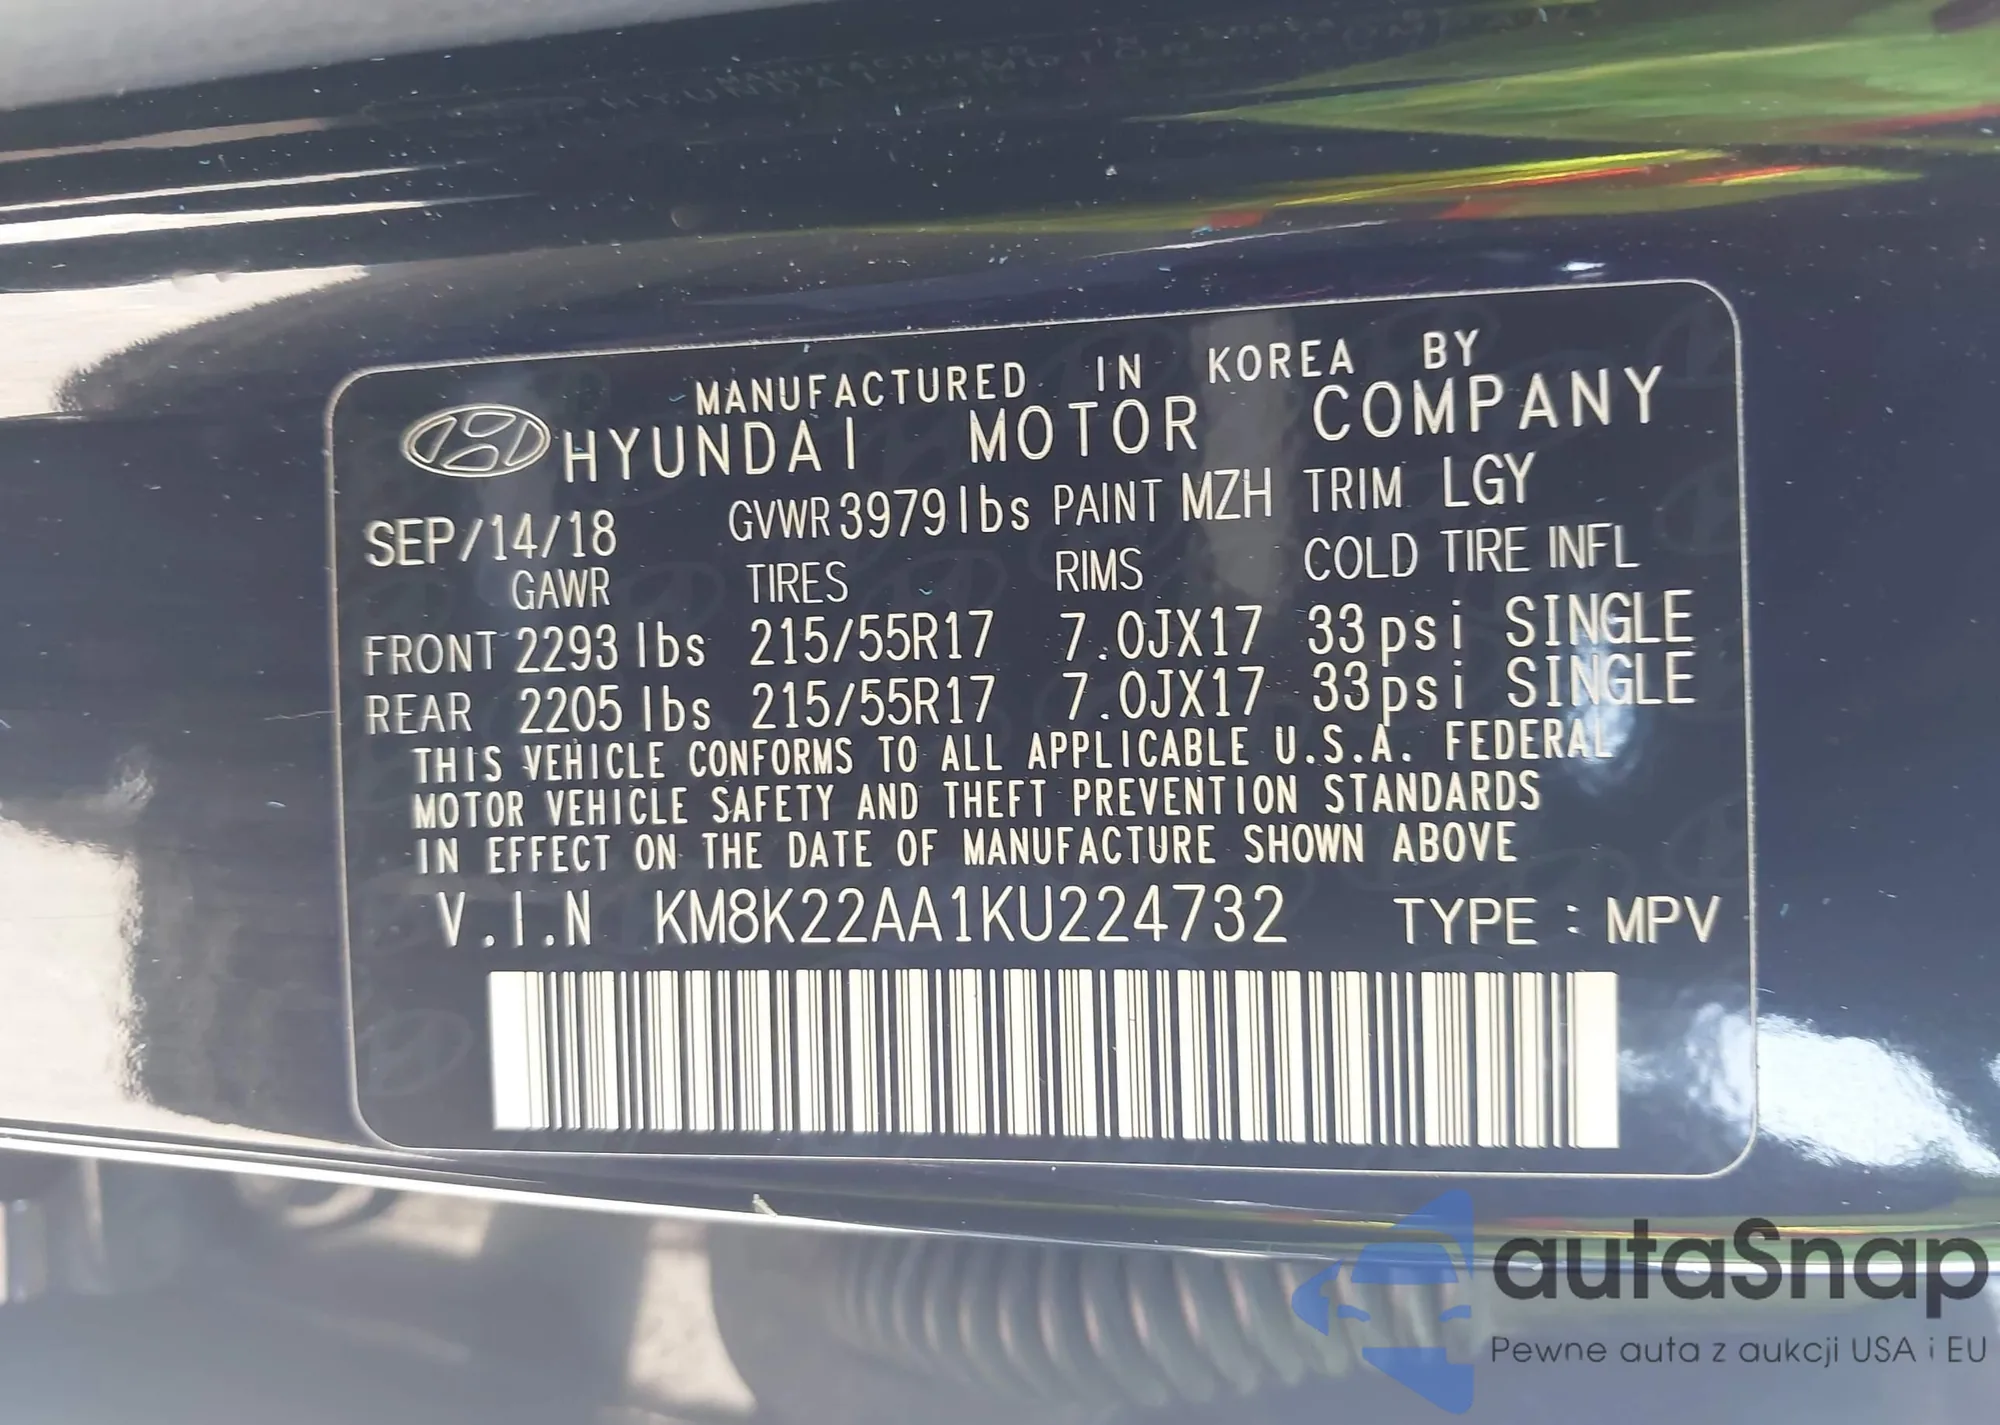 MANUFACTURED IN KOREA BY
HYUNDAI MOTOR COMPANY
SEP/14/18 GVWR 3979lbs PAINT MZH TRIM LGY
GAWR TIRES RIMS COLD TIRE INFL
FRONT 2293 lbs 215/55R17 7.0JX17 33psi SINGLE
REAR 2205 lbs 215/55R17 7.0JX17 33psi SINGLE
THIS VEHICLE CONFORMS TO ALL APPLICABLE U.S.A. FEDERAL
MOTOR VEHICLE SAFETY AND THEFT PREVENTION STANDARDS
IN EFFECT ON THE DATE OF MANUFACTURE SHOWN ABOVE
V.I.N KM8K22AA1KU224732 TYPE : MPV
autaSnap
Pewne auta z aukcji USA i EU